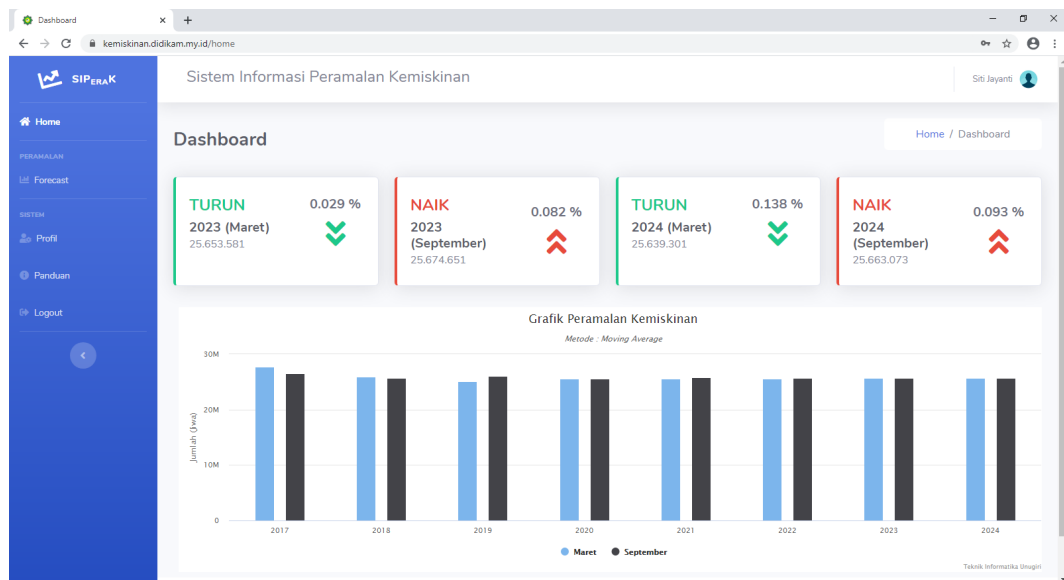 Dashboard
kemiskinan.didikam.my.id/home
SIPERAK
Sistem Informasi Peramalan Kemiskinan
Siti Jayanti
Home
PERAMALAN
Forecast
SISTEM
Profil
Panduan
Logout
Dashboard
Home / Dashboard
TURUN
0.029 %
2023 (Maret)
25.653.581
NAIK
0.082 %
2023
(September)
25.674.651
TURUN
0.138 %
2024 (Maret)
25.639.301
NAIK
0.093 %
2024
(September)
25.663.073
Grafik Peramalan Kemiskinan
Metode : Moving Average
Jumlah (Jiwa)
30M
20M
10M
0
2017 2018 2019 2020 2021 2022 2023 2024
Maret September
Teknik Informatika Unugiri